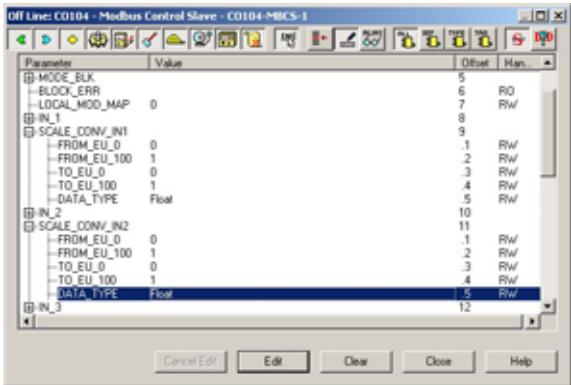 Off Line: CO104 - Modbus Control Slave - CO104-MBCS-1
Parameter Value Offset Han...
MODE_BLK 5
BLOCK_ERR 6 RO
LOCAL_MOD_MAP 0 7 RW
IN_1 8
SCALE_CONV_IN1 9
FROM_EU_0 0 .1 RW
FROM_EU_100 1 .2 RW
TO_EU_0 0 .3 RW
TO_EU_100 1 .4 RW
DATA_TYPE Float .5 RW
IN_2 10
SCALE_CONV_IN2 11
FROM_EU_0 0 .1 RW
FROM_EU_100 1 .2 RW
TO_EU_0 0 .3 RW
TO_EU_100 1 .4 RW
DATA_TYPE Float .5 RW
IN_3 12
Cancel Edit Edit Clear Close Help